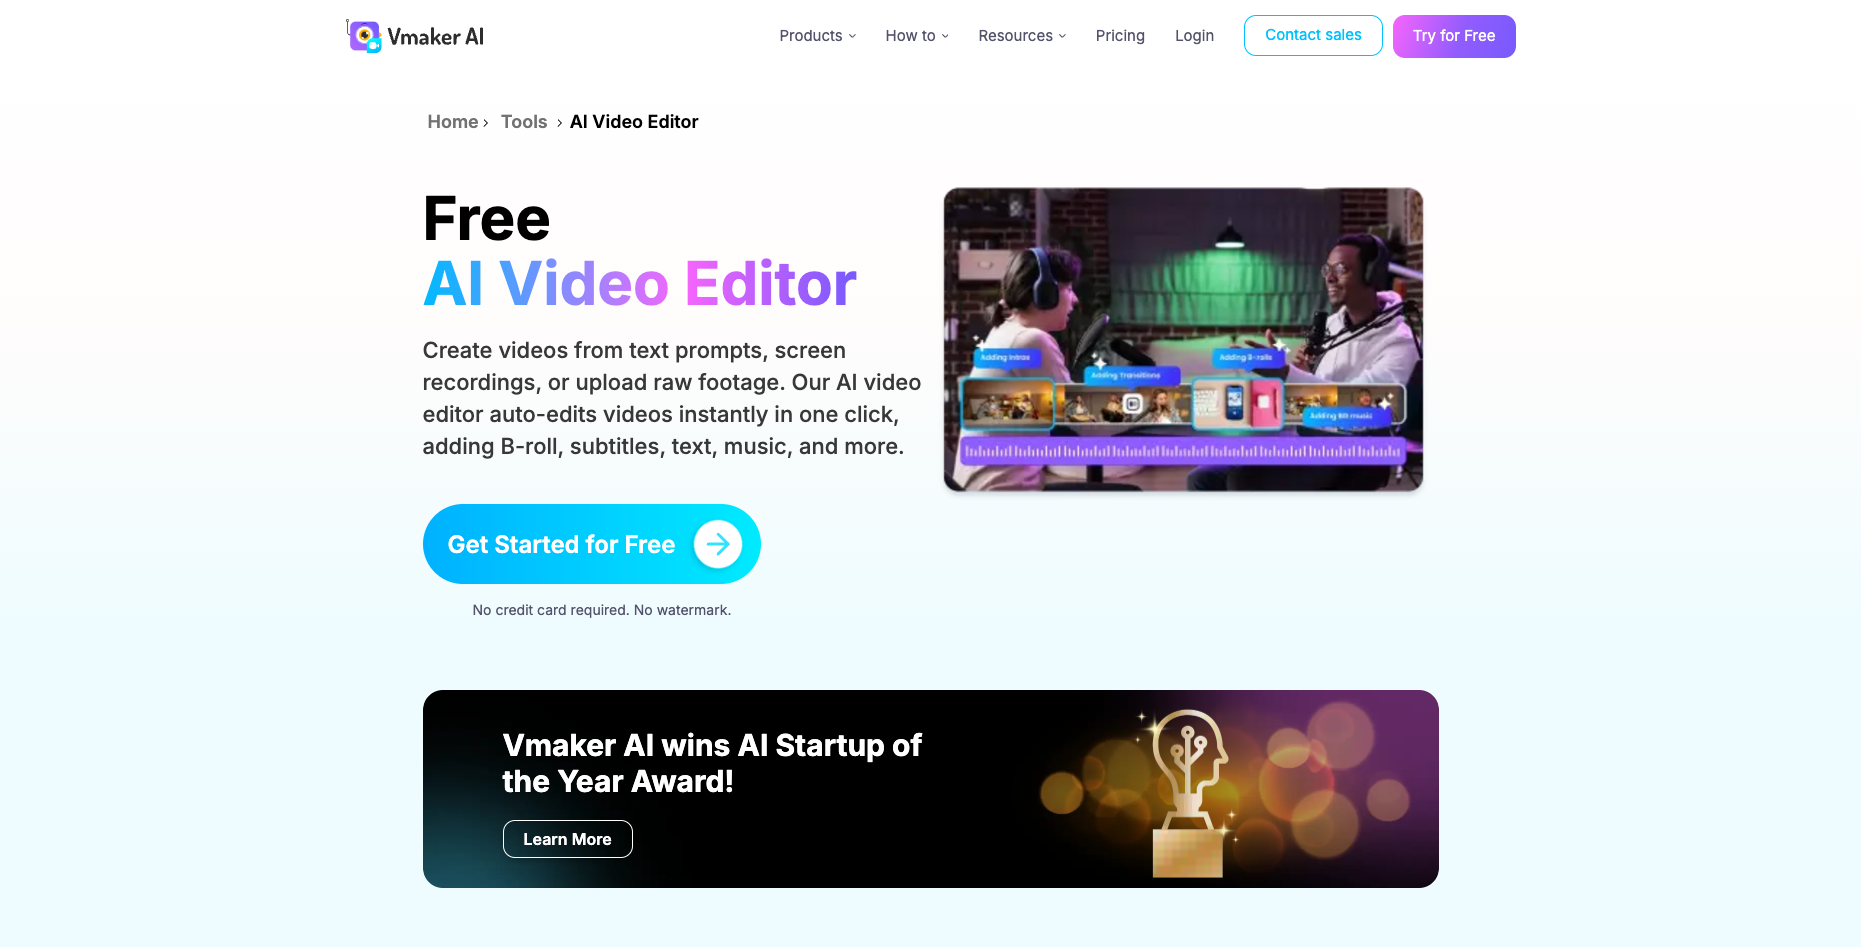 Vmaker AI
Products
How to
Resources
Pricing
Login
Contact sales
Try for Free
Home
Tools
AI Video Editor
Free
AI Video Editor
Create videos from text prompts, screen
recordings, or upload raw footage. Our AI video
editor auto-edits videos instantly in one click,
adding B-roll, subtitles, text, music, and more.
Adding Intros
Adding Transitions
Adding B-rolls
Adding BG music
Get Started for Free
No credit card required. No watermark.
Vmaker AI wins AI Startup of
the Year Award!
Learn More